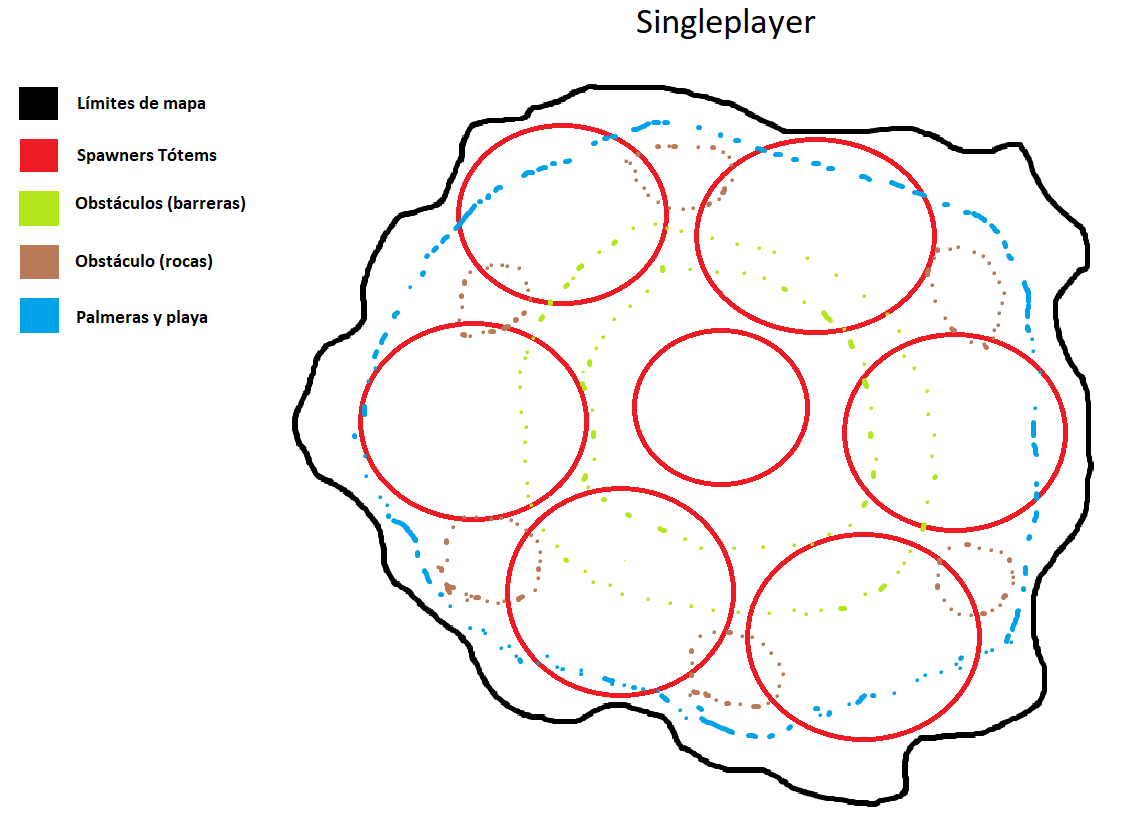 Singleplayer
Límites de mapa
Spawners Tótems
Obstáculos (barreras)
Obstáculo (rocas)
Palmeras y playa